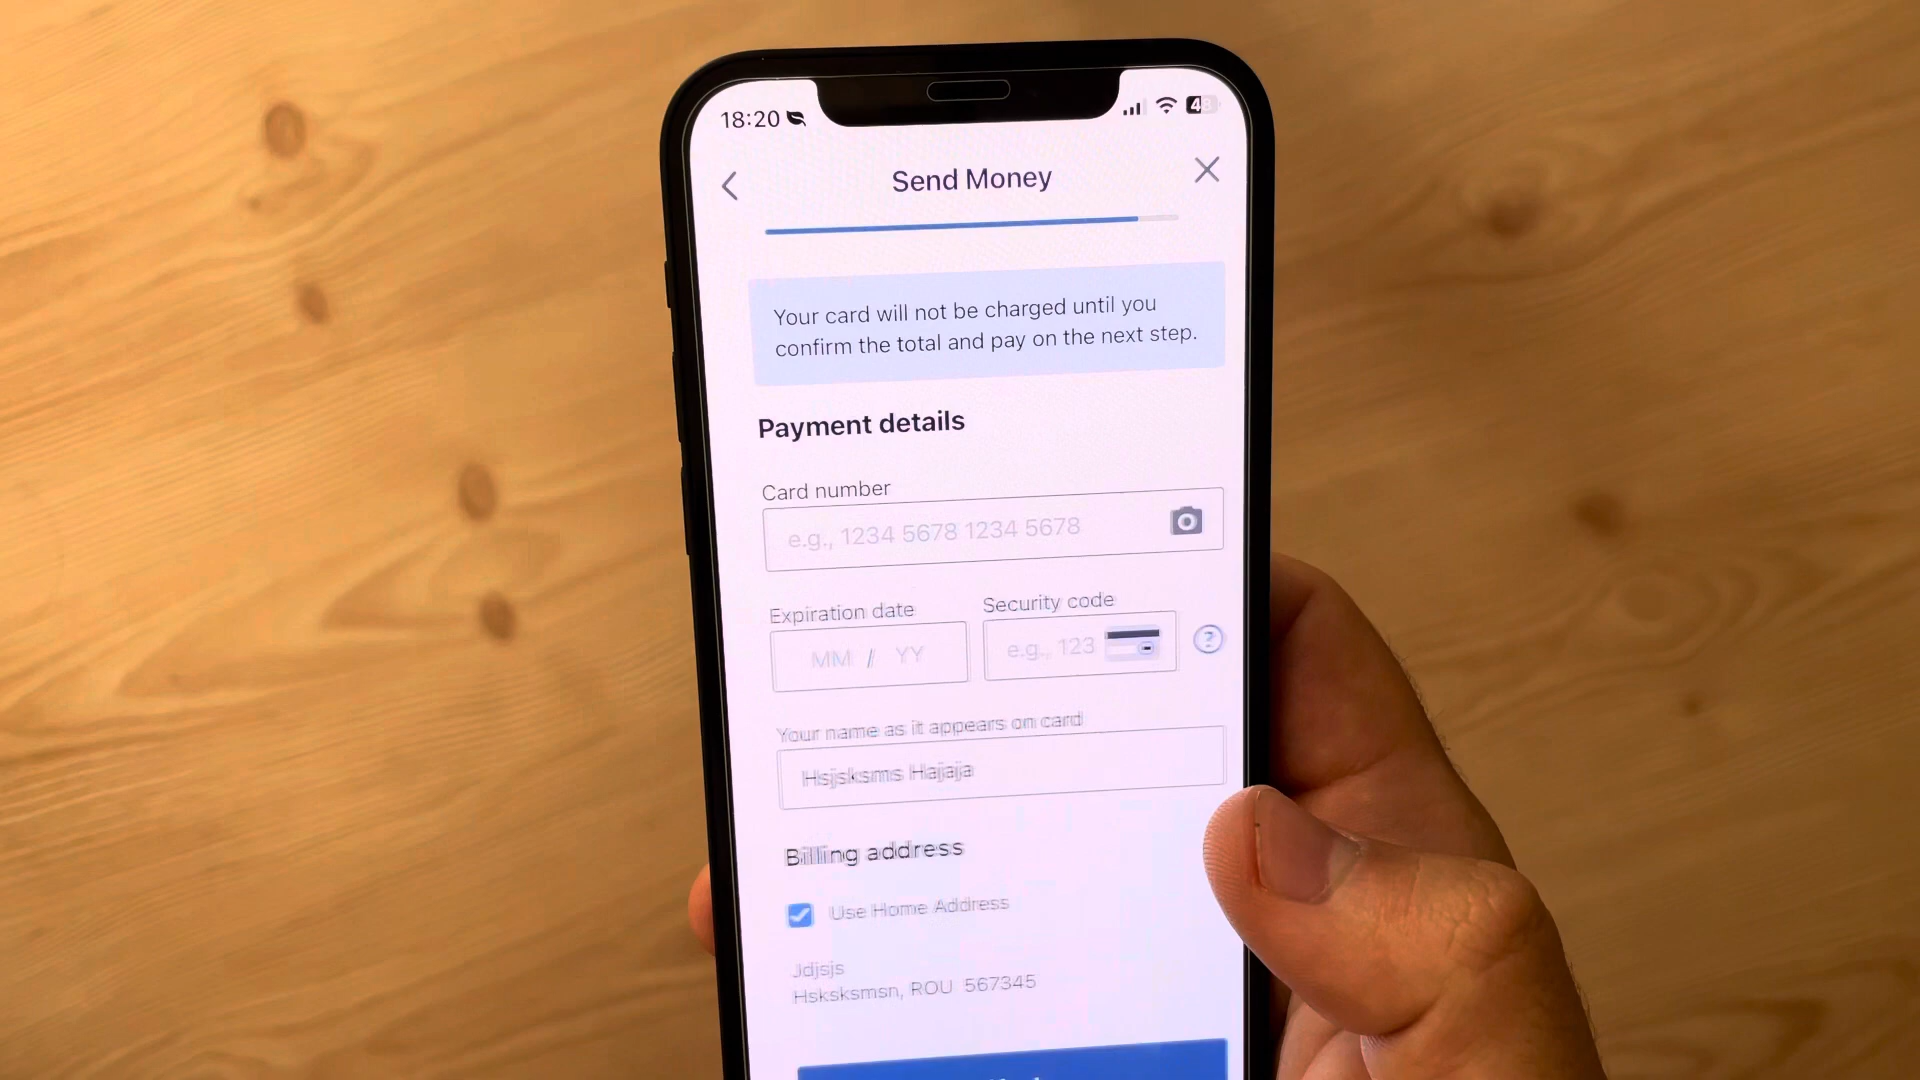 18:20
48
Send Money
Your card will not be charged until you
confirm the total and pay on the next step.
Payment details
Card number
e.g., 1234 5678 1234 5678
Expiration date
Security code
MM / YY
e.g., 123
?
Your name as it appears on card
Hsjsksms Hajaja
Billing address
Use Home Address
Jdjsjs
Hsksksmsn, ROU 567345